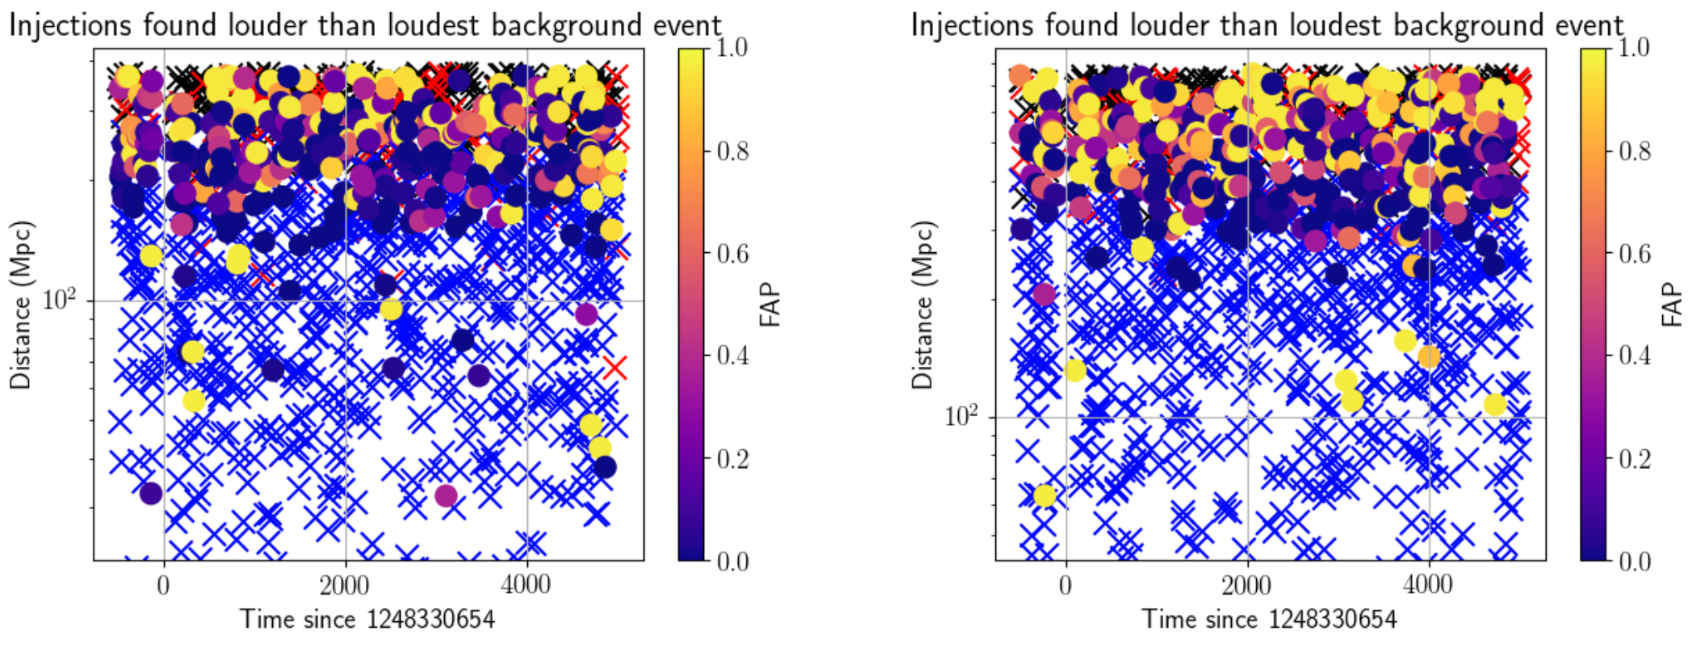 Injections found louder than loudest background event
1.0
0.8
0.6
0.4
0.2
0.0
FAP
Distance (Mpc)
10²
0 2000 4000
Time since 1248330654
Injections found louder than loudest background event
1.0
0.8
0.6
0.4
0.2
0.0
FAP
Distance (Mpc)
10²
0 2000 4000
Time since 1248330654